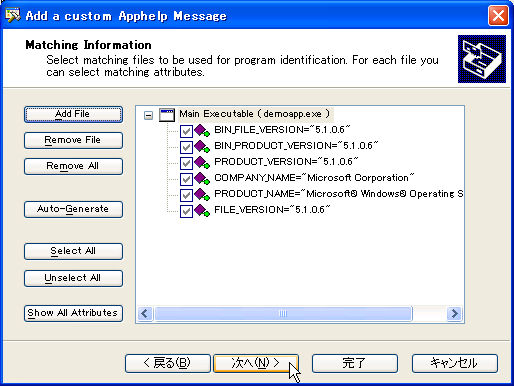 Add a custom Apphelp Message
Matching Information
Select matching files to be used for program identification. For each file you
can select matching attributes.
Add File
Remove File
Remove All
Auto-Generate
Select All
Unselect All
Show All Attributes
Main Executable ( demoapp.exe )
BIN_FILE_VERSION="5.1.0.6"
BIN_PRODUCT_VERSION="5.1.0.6"
PRODUCT_VERSION="5.1.0.6"
COMPANY_NAME="Microsoft Corporation"
PRODUCT_NAME="Microsoft® Windows® Operating S
FILE_VERSION="5.1.0.6"
< 戻る(B)
次へ(N) >
完了
キャンセル